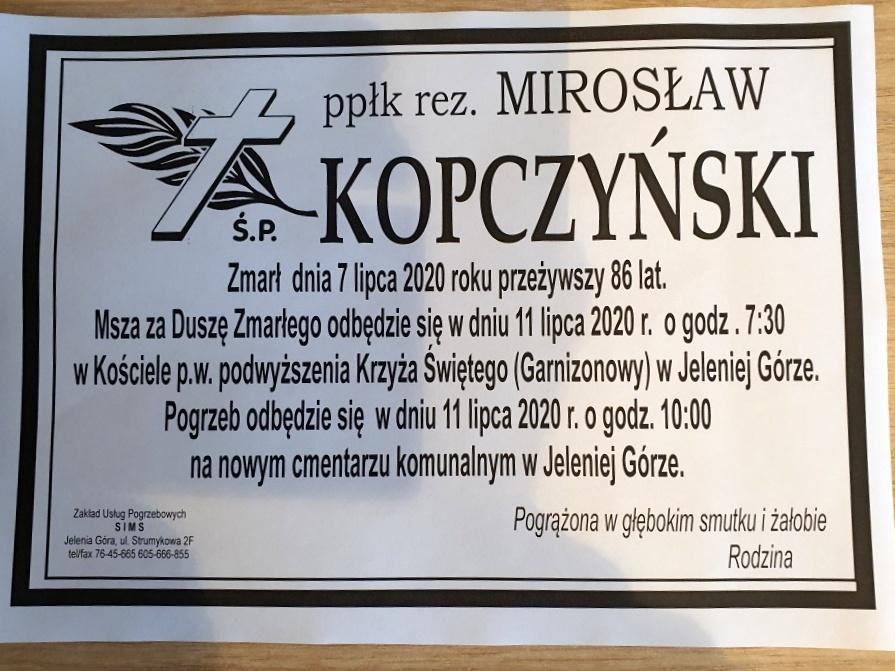 ppłk rez. MIROSŁAW
Ś.P. KOPCZYŃSKI
Zmarł dnia 7 lipca 2020 roku przeżywszy 86 lat.
Msza za Duszę Zmarłego odbędzie się w dniu 11 lipca 2020 r. o godz . 7:30
w Kościele p.w. podwyższenia Krzyża Świętego (Garnizonowy) w Jeleniej Górze.
Pogrzeb odbędzie się w dniu 11 lipca 2020 r. o godz. 10:00
na nowym cmentarzu komunalnym w Jeleniej Górze.
Pogrążona w głębokim smutku i żałobie
Rodzina
Zakład Usług Pogrzebowych
S I M S
Jelenia Góra, ul. Strumykowa 2F
tel/fax 76-45-665 605-666-855